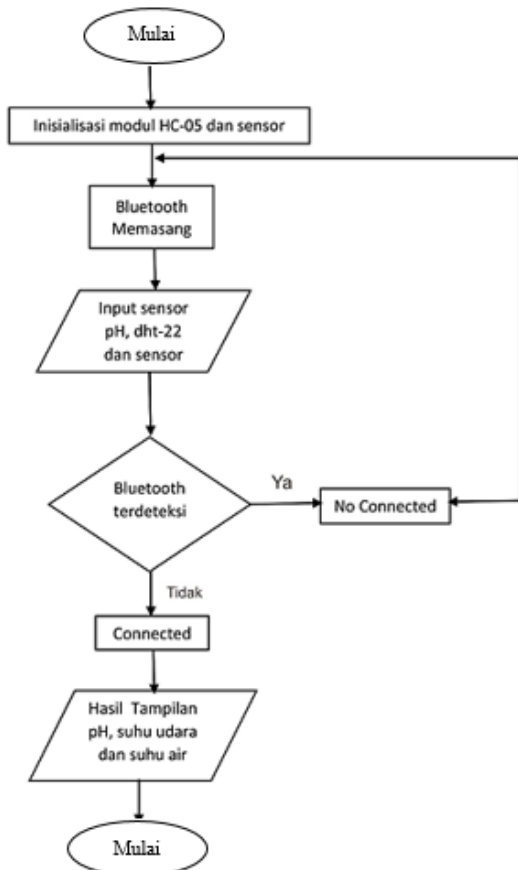 Mulai
Inisialisasi modul HC-05 dan sensor
Bluetooth
Memasang
Input sensor
pH, dht-22
dan sensor
Bluetooth
terdeteksi
Ya
No Connected
Tidak
Connected
Hasil Tampilan
pH, suhu udara
dan suhu air
Mulai